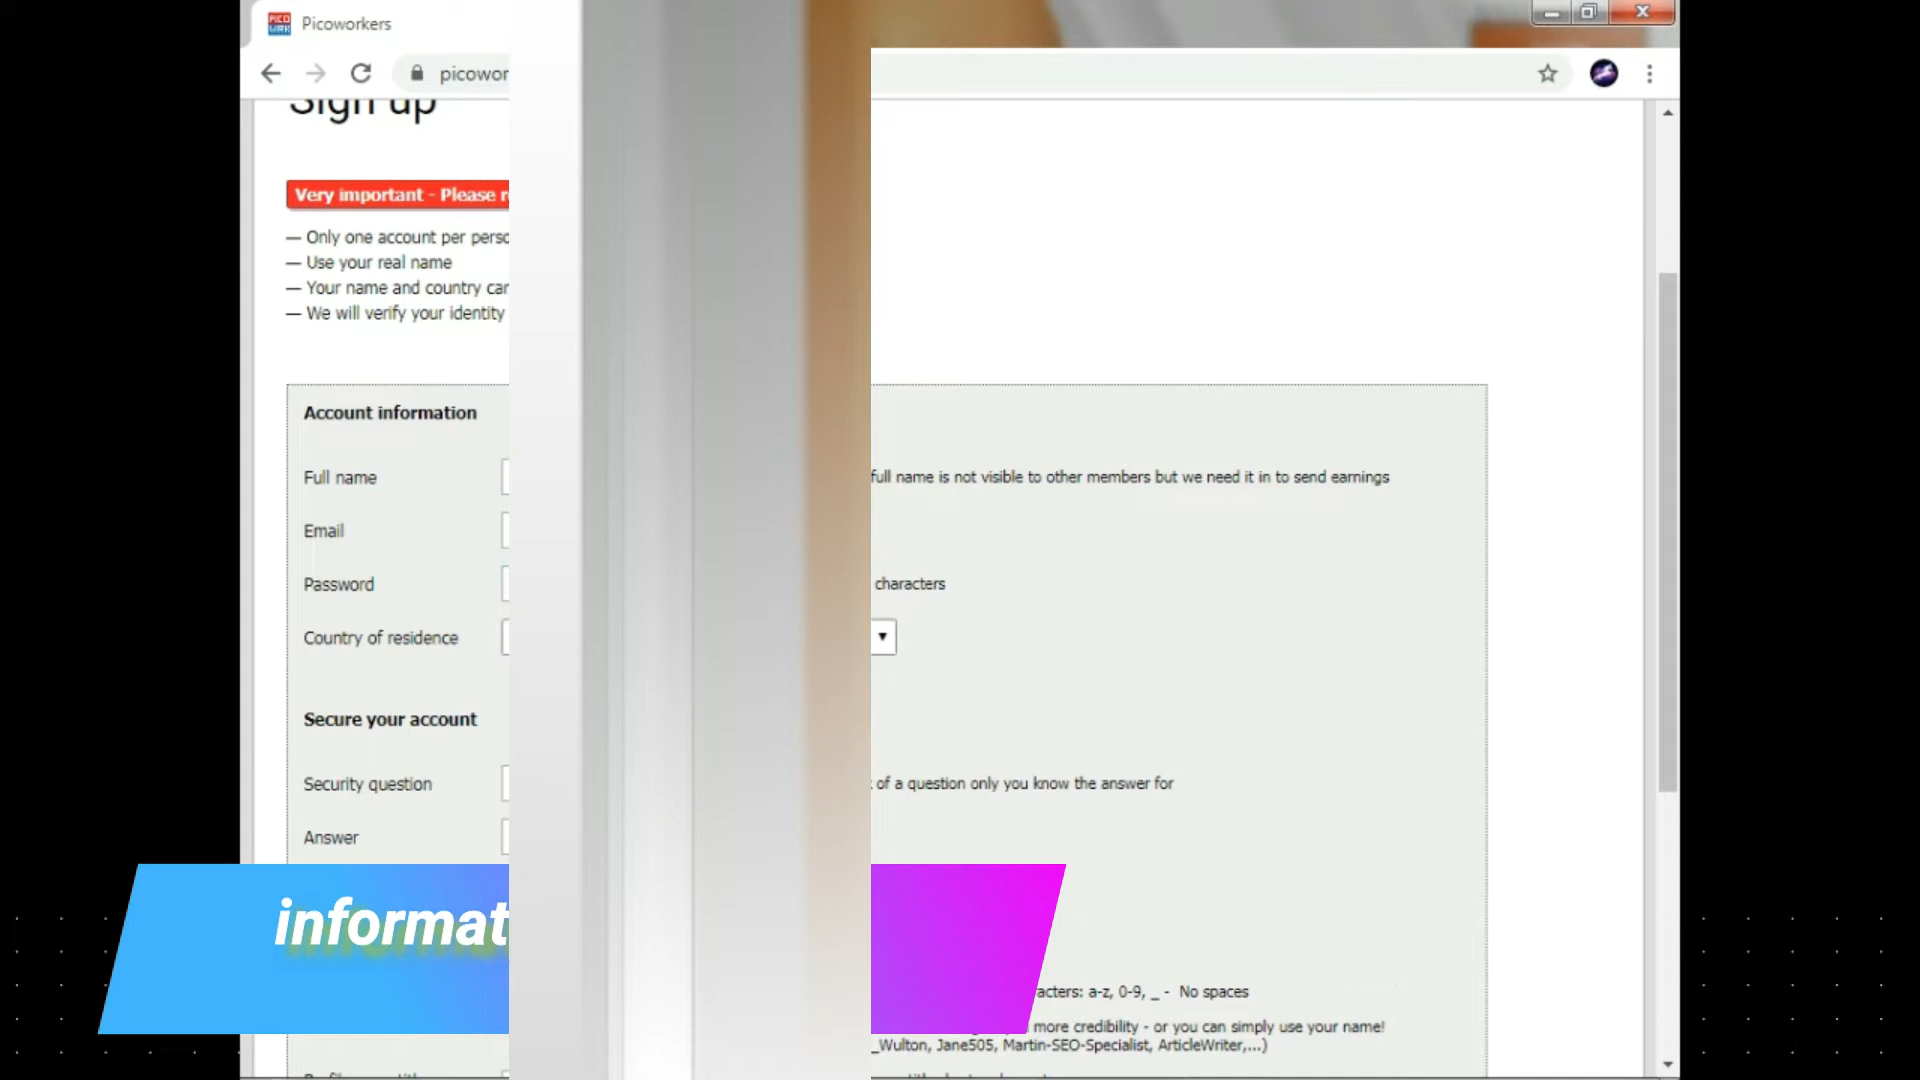 Picoworkers
picowor
Sign up
Very important - Please r
— Only one account per perso
— Use your real name
— Your name and country car
— We will verify your identity
Account information
Full name
full name is not visible to other members but we need it in to send earnings
Email
Password
characters
Country of residence
Secure your account
Security question
of a question only you know the answer for
Answer
informat
acters: a-z, 0-9, _ - No spaces
more credibility - or you can simply use your name!
_Wulton, Jane505, Martin-SEO-Specialist, ArticleWriter,...)